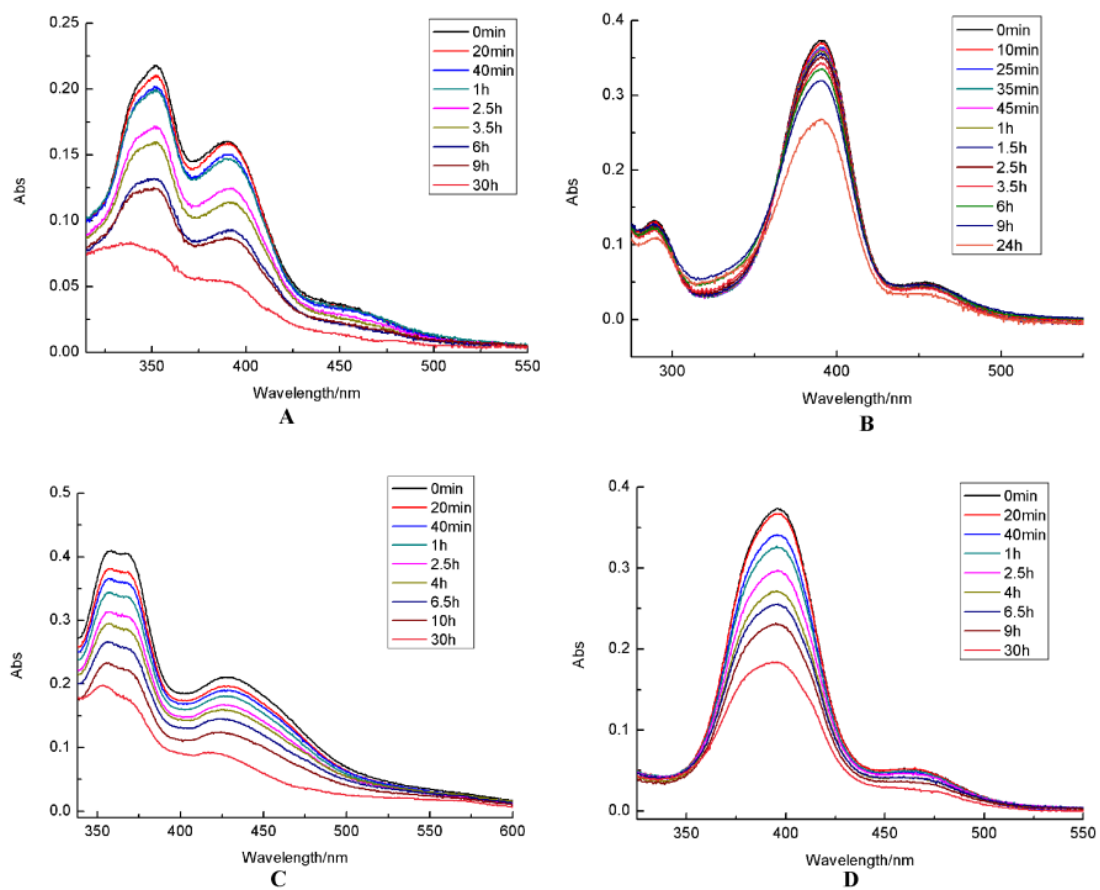 0.25
0.20
0.15
0.10
0.05
0.00
Abs
350
400
450
500
550
Wavelength/nm
0min
20min
40min
1h
2.5h
3.5h
6h
9h
30h
A
0.4
0.3
0.2
0.1
0.0
Abs
300
400
500
Wavelength/nm
0min
10min
25min
35min
45min
1h
1.5h
2.5h
3.5h
6h
9h
24h
B
0.5
0.4
0.3
0.2
0.1
0.0
Abs
350
400
450
500
550
600
Wavelength/nm
0min
20min
40min
1h
2.5h
4h
6.5h
10h
30h
C
0.4
0.3
0.2
0.1
0.0
Abs
350
400
450
500
550
Wavelength/nm
0min
20min
40min
1h
2.5h
4h
6.5h
9h
30h
D